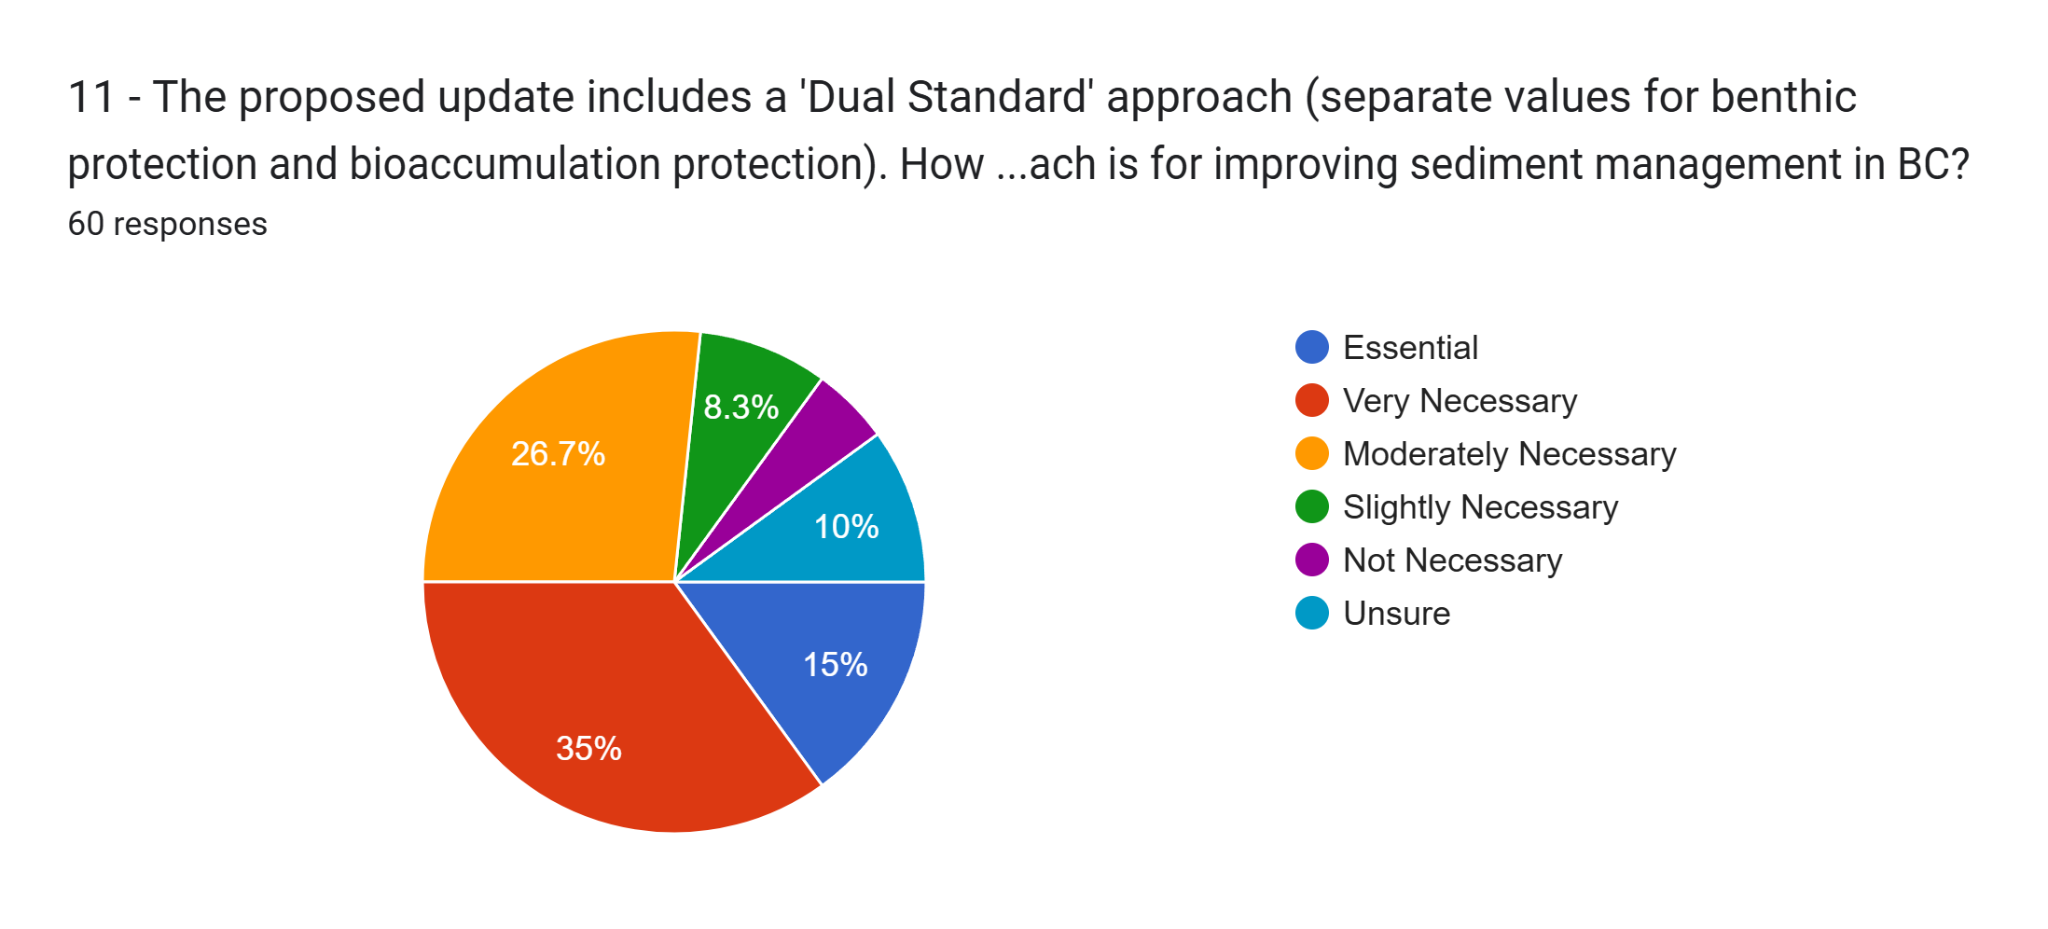 11 - The proposed update includes a 'Dual Standard' approach (separate values for benthic
protection and bioaccumulation protection). How ...ach is for improving sediment management in BC?
60 responses
8.3%
26.7%
10%
15%
35%
Essential
Very Necessary
Moderately Necessary
Slightly Necessary
Not Necessary
Unsure